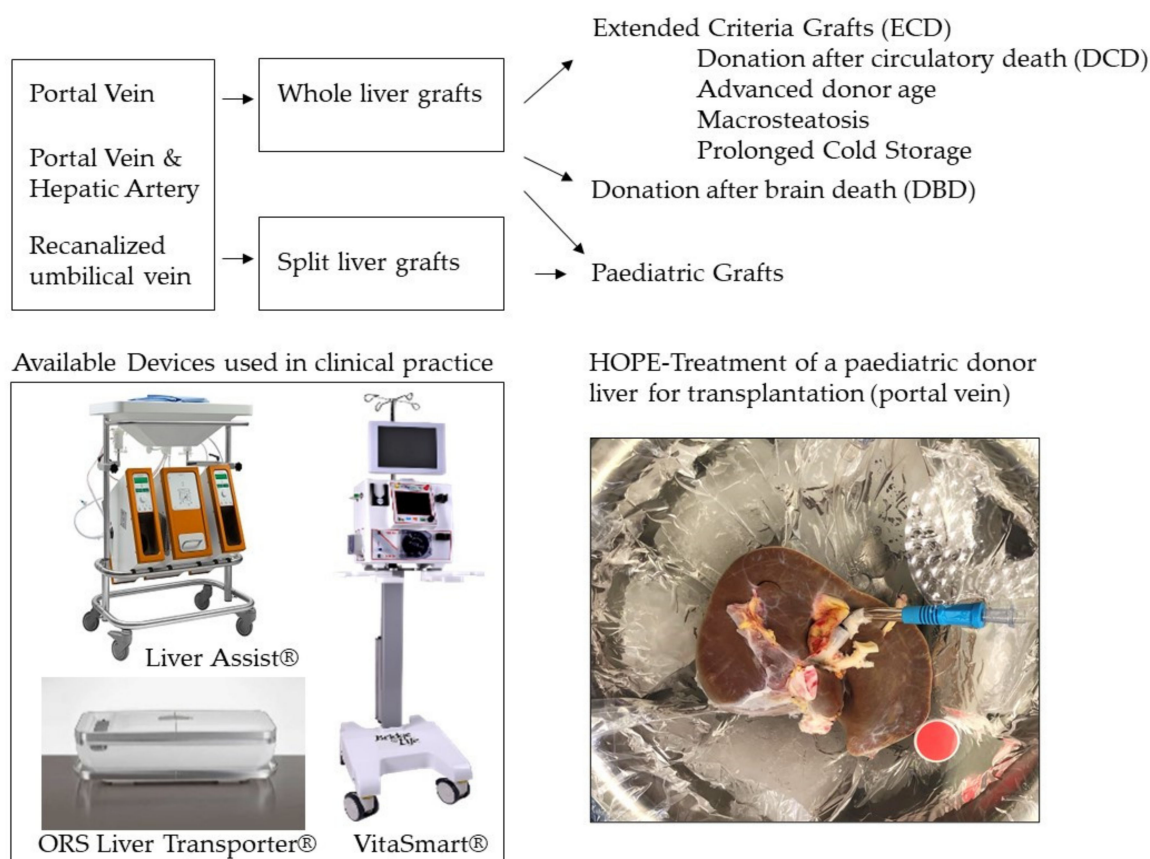 Extended Criteria Grafts (ECD)
Donation after circulatory death (DCD)
Advanced donor age
Macrosteatosis
Prolonged Cold Storage
Donation after brain death (DBD)
Paediatric Grafts
Portal Vein
Portal Vein &
Hepatic Artery
Recanalized
umbilical vein
Whole liver grafts
Split liver grafts
Available Devices used in clinical practice
Liver Assist®
ORS Liver Transporter®
VitaSmart®
Bridge to Life
HOPE-Treatment of a paediatric donor
liver for transplantation (portal vein)